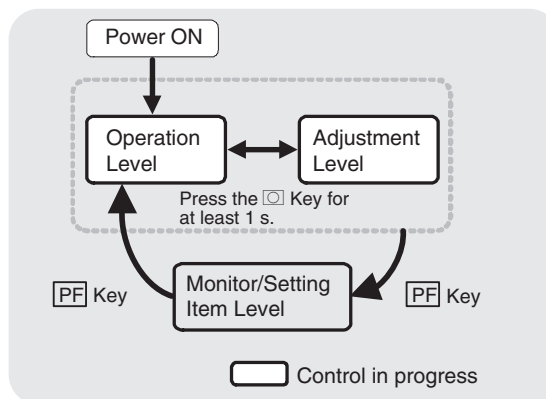 Power ON
Operation
Level
Adjustment
Level
Press the Key for
at least 1 s.
Monitor/Setting
Item Level
PF Key
PF Key
Control in progress